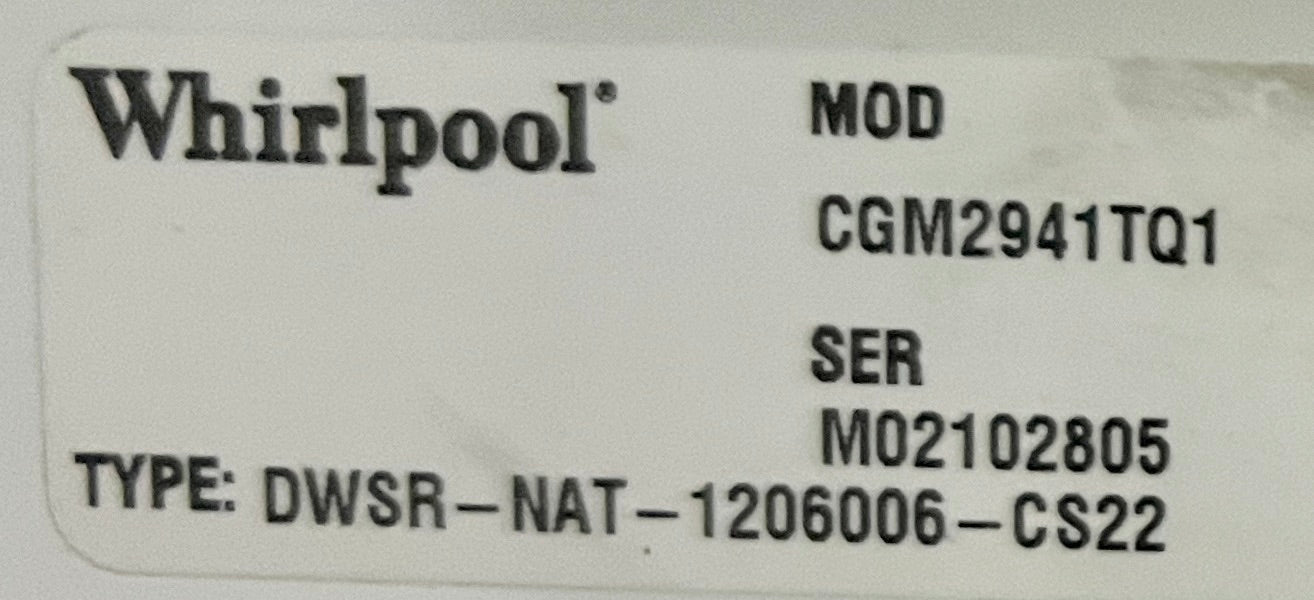 Whirlpool®
MOD
CGM2941TQ1
SER
M02102805
TYPE: DWSR-NAT-1206006-CS22